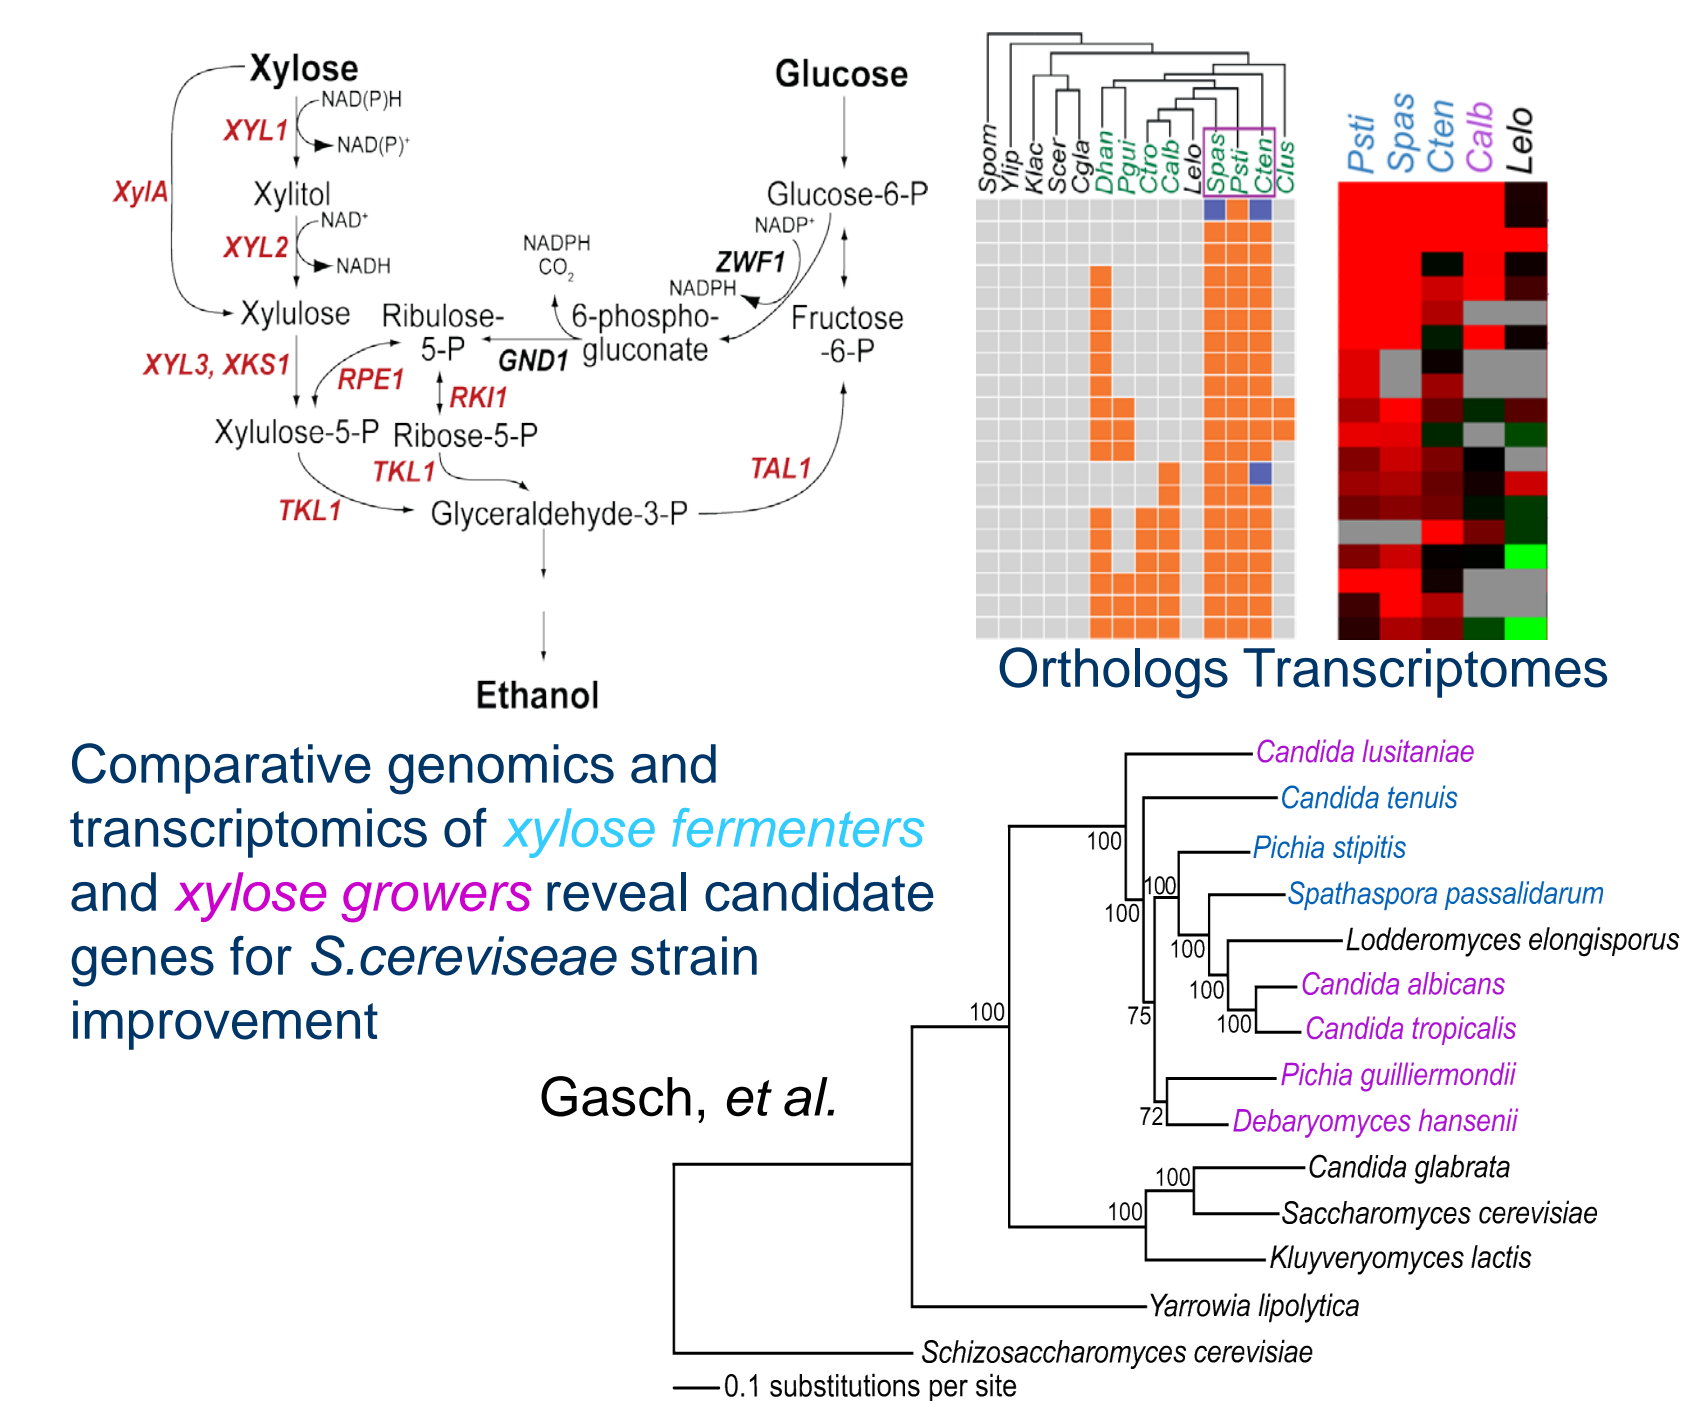 Xylose
NAD(P)H
XYL1
NAD(P)⁺
XylA
Xylitol
NAD⁺
XYL2
NADH
Xylulose
XYL3, XKS1
Xylulose-5-P
Ribulose-
5-P
RPE1
RKI1
Ribose-5-P
TKL1
TKL1
Glyceraldehyde-3-P
TAL1
Ethanol
Glucose
Glucose-6-P
NADP⁺
ZWF1
NADPH
NADPH
CO₂
6-phospho-
gluconate
GND1
Fructose
-6-P
Spom
Ylip
Klac
Scer
Cgla
Dhan
Pgui
Ctro
Calb
Lelo
Spas
Psti
Cten
Clus
Psti
Spas
Cten
Calb
Lelo
Orthologs Transcriptomes
Comparative genomics and
transcriptomics of xylose fermenters
and xylose growers reveal candidate
genes for S.cereviseae strain
improvement
Gasch, et al.
Candida lusitaniae
Candida tenuis
Pichia stipitis
Spathaspora passalidarum
Lodderomyces elongisporus
Candida albicans
Candida tropicalis
Pichia guilliermondii
Debaryomyces hansenii
Candida glabrata
Saccharomyces cerevisiae
Kluyveryomyces lactis
Yarrowia lipolytica
Schizosaccharomyces cerevisiae
100
100
100
100
100
100
100
75
72
100
100
0.1 substitutions per site